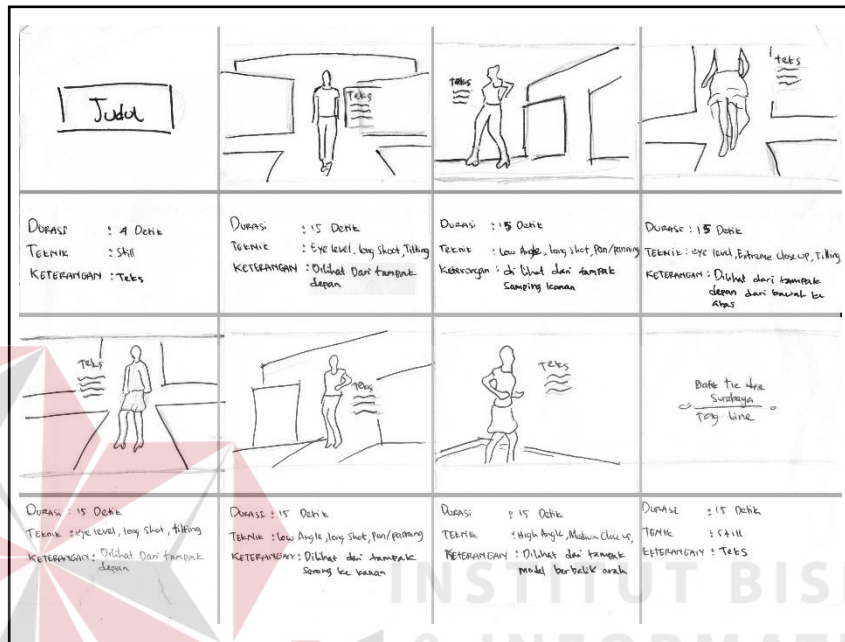 Judul
Teks
Teks
teks
DURASI : 4 Detik
TEKNIK : Still
KETERANGAN : Teks
DURASI : 15 Detik
TEKNIK : Eye level, long shoot, Tilting
KETERANGAN : Dilihat Dari tampak
depan
DURASI : 15 Detik
Teknik : Low Angle, long shot, Pan/panning
Keterangan : di lihat dari tampak
Samping kanan
DURASI : 15 Detik
TEKNIK : eye level, Extreme close up, Tilting
KETERANGAN : Dilihat dari tampak
depan dari bawah ke
atas
Teks
Teks
Teks
Batik Tie dye
Surabaya
Tag Line
DURASI : 15 Detik
TEKNIK : eye level, long shot, tilting
KETERANGAN : Dilihat Dari tampak
depan
DURASI : 15 Detik
TEKNIK : Low Angle, long shot, Pan/panning
KETERANGAN : Dilihat dari tampak
Serong ke kanan
DURASI : 15 Detik
TEKNIK : High Angle, Medium Close up,
KETERANGAN : Dilihat dari tampak
model berbalik arah
DURASI : 15 Detik
TENIK : Still
KETERANGAN : Teks
INSTITUT BISI
& INFORMATI